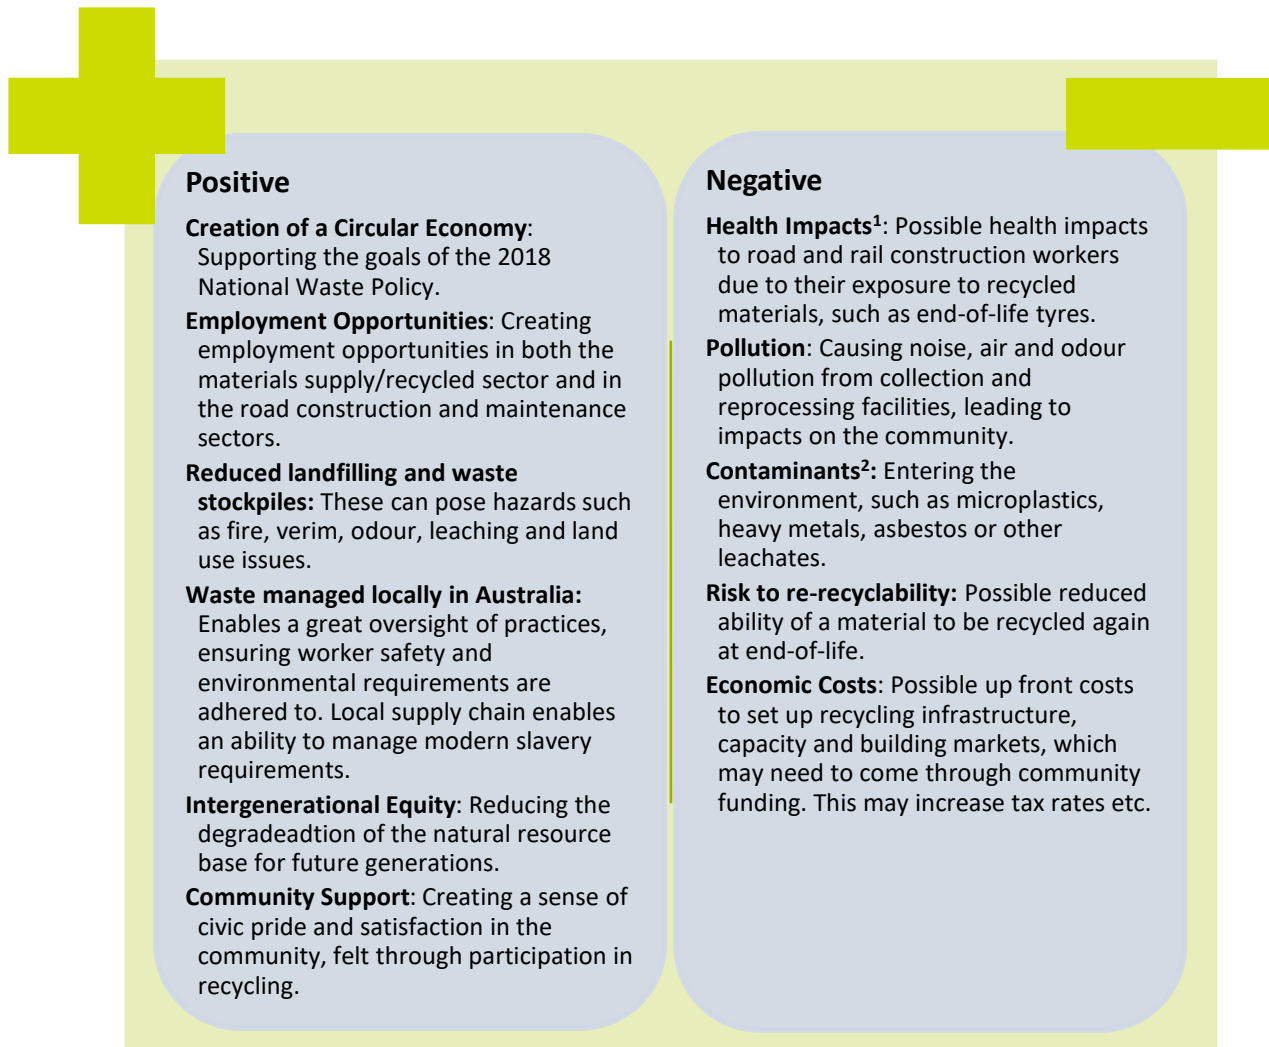 Positive
Creation of a Circular Economy:
Supporting the goals of the 2018
National Waste Policy.
Employment Opportunities: Creating
employment opportunities in both the
materials supply/recycled sector and in
the road construction and maintenance
sectors.
Reduced landfilling and waste
stockpiles: These can pose hazards such
as fire, verim, odour, leaching and land
use issues.
Waste managed locally in Australia:
Enables a great oversight of practices,
ensuring worker safety and
environmental requirements are
adhered to. Local supply chain enables
an ability to manage modern slavery
requirements.
Intergenerational Equity: Reducing the
degradeadtion of the natural resource
base for future generations.
Community Support: Creating a sense of
civic pride and satisfaction in the
community, felt through participation in
recycling.
Negative
Health Impacts¹: Possible health impacts
to road and rail construction workers
due to their exposure to recycled
materials, such as end-of-life tyres.
Pollution: Causing noise, air and odour
pollution from collection and
reprocessing facilities, leading to
impacts on the community.
Contaminants²: Entering the
environment, such as microplastics,
heavy metals, asbestos or other
leachates.
Risk to re-recyclability: Possible reduced
ability of a material to be recycled again
at end-of-life.
Economic Costs: Possible up front costs
to set up recycling infrastructure,
capacity and building markets, which
may need to come through community
funding. This may increase tax rates etc.